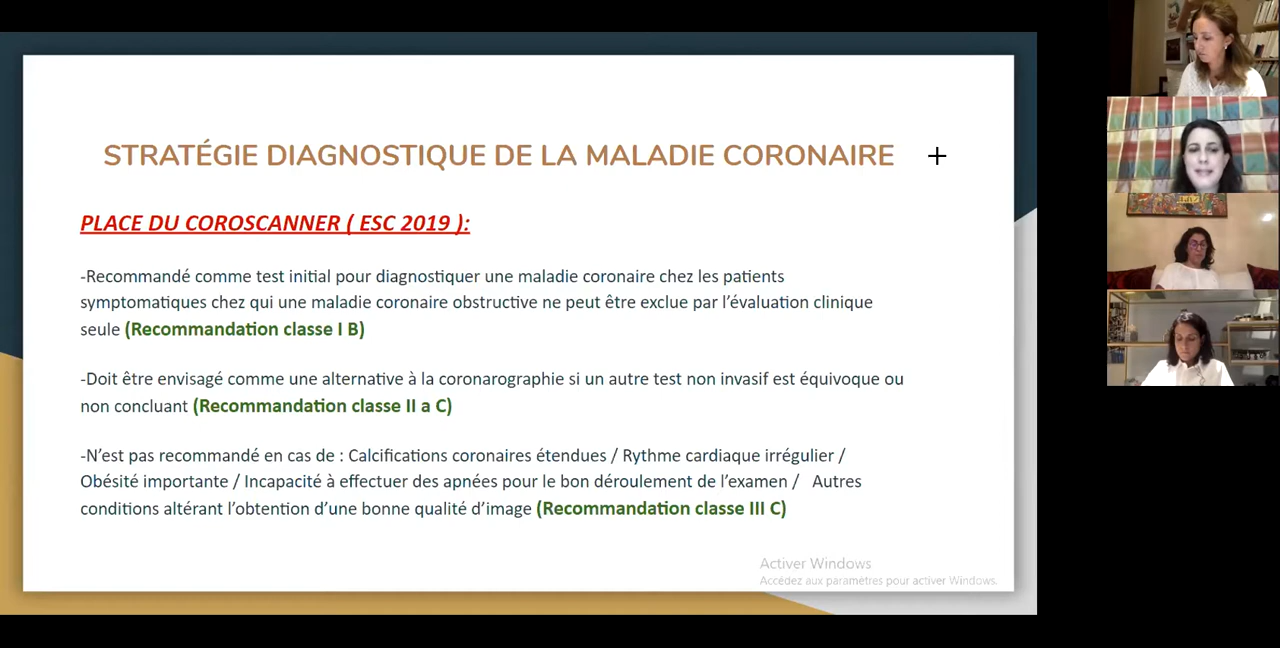 STRATÉGIE DIAGNOSTIQUE DE LA MALADIE CORONAIRE
PLACE DU COROSCANNER ( ESC 2019 ):
-Recommandé comme test initial pour diagnostiquer une maladie coronaire chez les patients
symptomatiques chez qui une maladie coronaire obstructive ne peut être exclue par l’évaluation clinique
seule (Recommandation classe I B)
-Doit être envisagé comme une alternative à la coronarographie si un autre test non invasif est équivoque ou
non concluant (Recommandation classe II a C)
-N’est pas recommandé en cas de : Calcifications coronaires étendues / Rythme cardiaque irrégulier /
Obésité importante / Incapacité à effectuer des apnées pour le bon déroulement de l’examen / Autres
conditions altérant l’obtention d’une bonne qualité d’image (Recommandation classe III C)
Activer Windows
Accédez aux paramètres pour activer Windows.